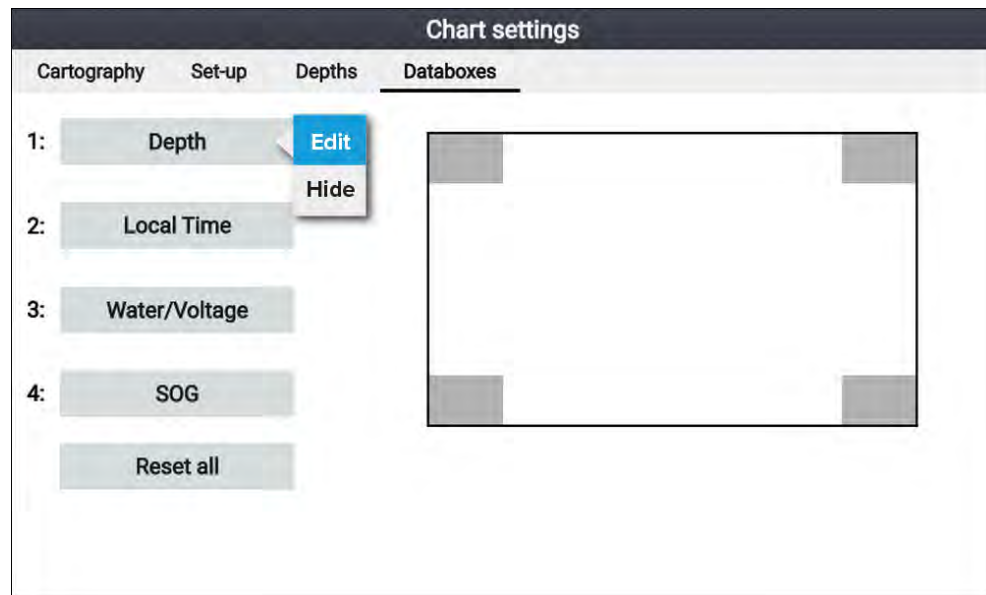 Chart settings
Cartography Set-up Depths Databoxes
1: Depth Edit
Hide
2: Local Time
3: Water/Voltage
4: SOG
Reset all